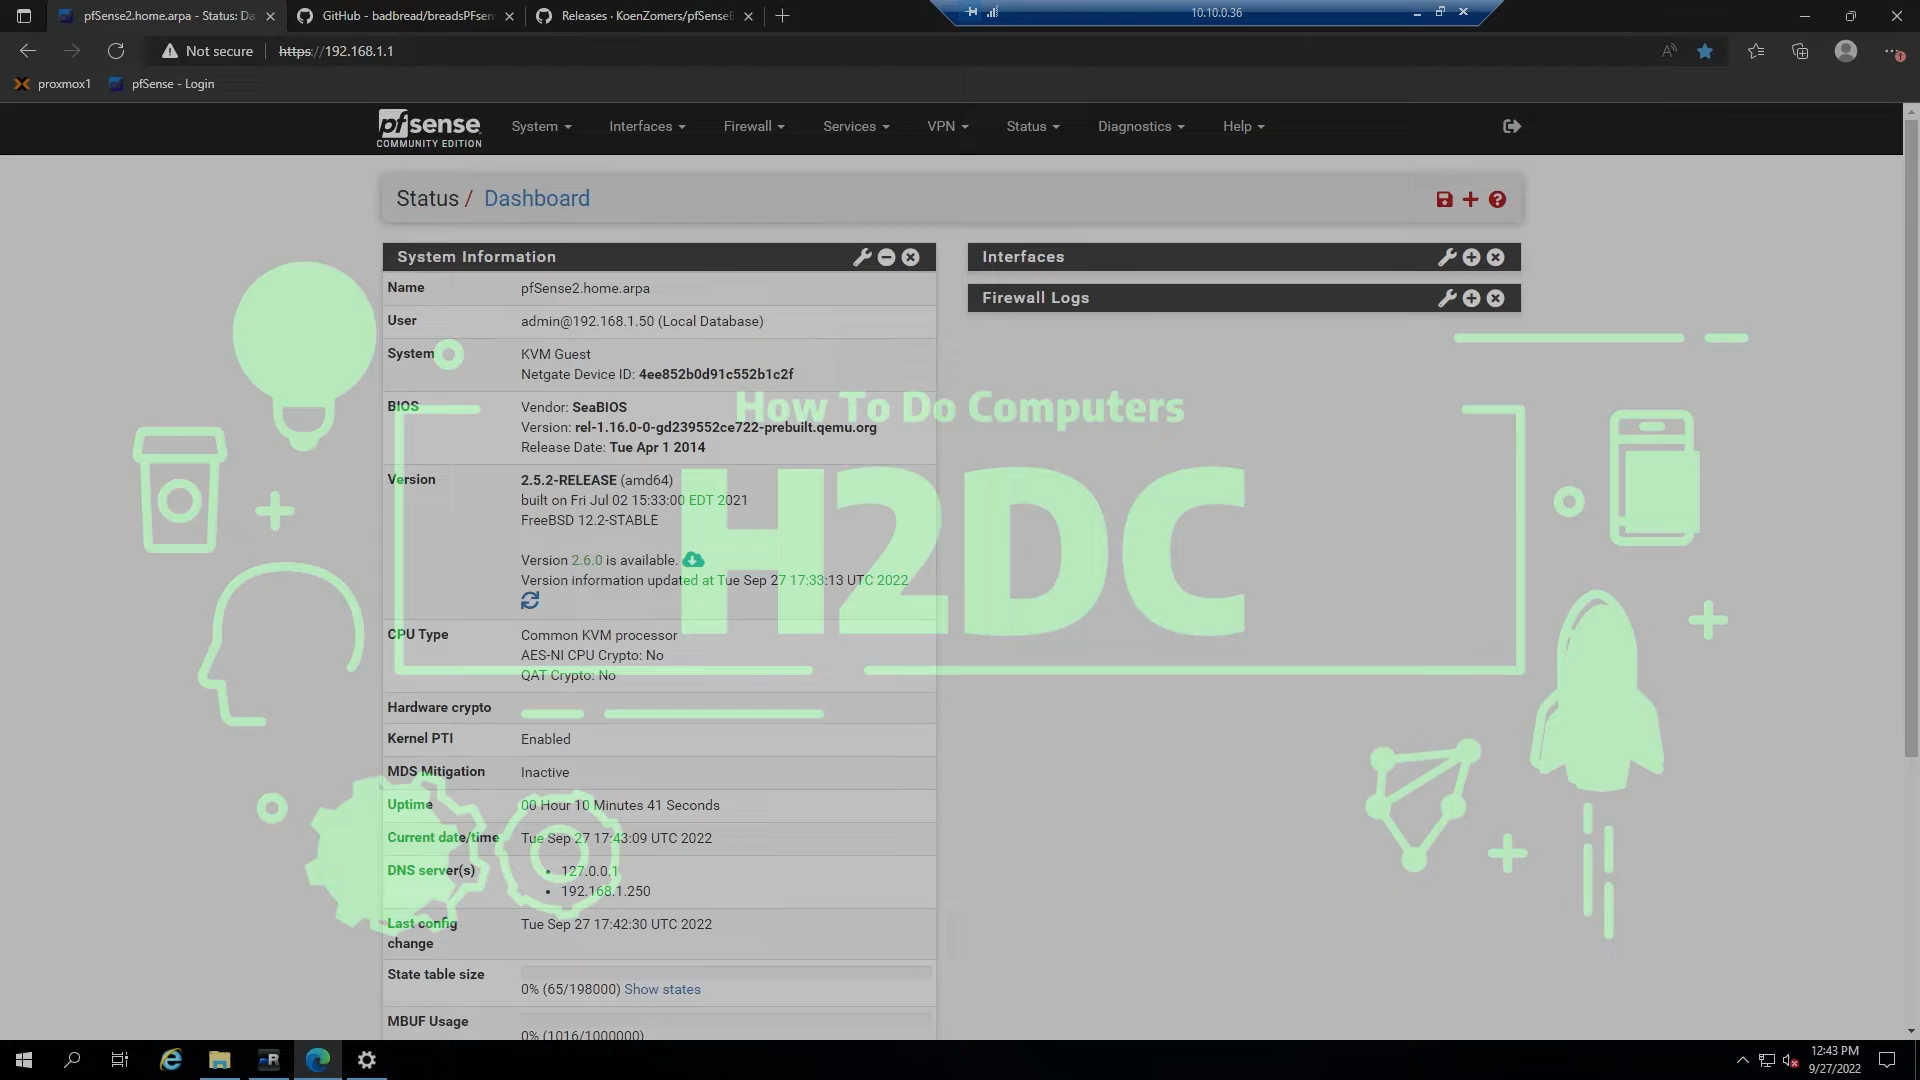 pfSense2.home.arpa - Status: Da
GitHub - badbread/breadsPFsen
Releases · KoenZomers/pfSenseB
10.10.0.36
Not secure
https://192.168.1.1
proxmox1
pfSense - Login
pfsense
COMMUNITY EDITION
System
Interfaces
Firewall
Services
VPN
Status
Diagnostics
Help
Status / Dashboard
System Information
Name
pfSense2.home.arpa
User
admin@192.168.1.50 (Local Database)
System
KVM Guest
Netgate Device ID: 4ee852b0d91c552b1c2f
BIOS
Vendor: SeaBIOS
Version: rel-1.16.0-0-gd239552ce722-prebuilt.qemu.org
Release Date: Tue Apr 1 2014
Version
2.5.2-RELEASE (amd64)
built on Fri Jul 02 15:33:00 EDT 2021
FreeBSD 12.2-STABLE
Version 2.6.0 is available.
Version information updated at Tue Sep 27 17:33:13 UTC 2022
CPU Type
Common KVM processor
AES-NI CPU Crypto: No
QAT Crypto: No
Hardware crypto
Kernel PTI
Enabled
MDS Mitigation
Inactive
Uptime
00 Hour 10 Minutes 41 Seconds
Current date/time
Tue Sep 27 17:43:09 UTC 2022
DNS server(s)
• 127.0.0.1
• 192.168.1.250
Last config
change
Tue Sep 27 17:42:30 UTC 2022
State table size
0% (65/198000) Show states
MBUF Usage
0% (1016/1000000)
Interfaces
Firewall Logs
How To Do Computers
H2DC
12:43 PM
9/27/2022